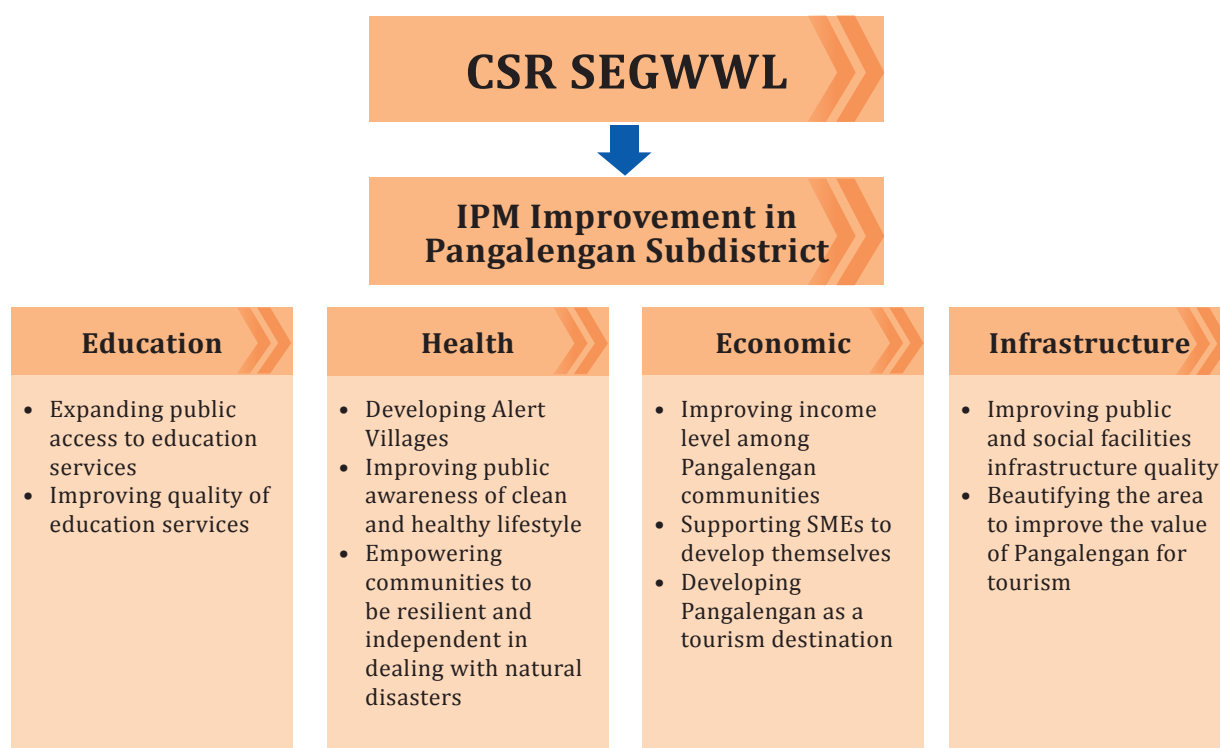 CSR SEGWWL
IPM Improvement in
Pangalengan Subdistrict
Education
• Expanding public
access to education
services
• Improving quality of
education services
Health
• Developing Alert
Villages
• Improving public
awareness of clean
and healthy lifestyle
• Empowering
communities to
be resilient and
independent in
dealing with natural
disasters
Economic
• Improving income
level among
Pangalengan
communities
• Supporting SMEs to
develop themselves
• Developing
Pangalengan as a
tourism destination
Infrastructure
• Improving public
and social facilities
infrastructure quality
• Beautifying the area
to improve the value
of Pangalengan for
tourism